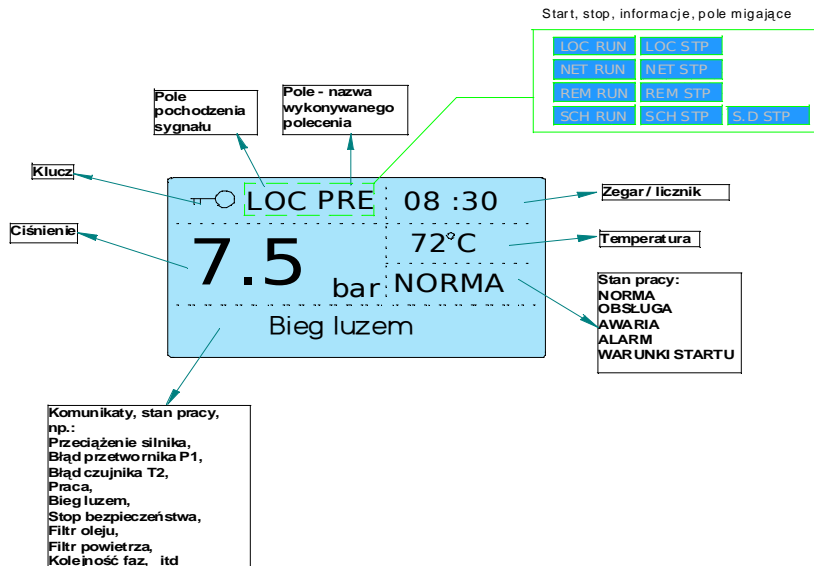 Start, stop, informacje, pole migające
LOC RUN LOC STP
NET RUN NET STP
REM RUN REM STP
SCH RUN SCH STP S.D STP
Pole
pochodzenia
sygnału
Pole - nazwa
wykonywanego
polecenia
Klucz
LOC PRE 08 :30
Zegar / licznik
Ciśnienie
7.5 bar
72°C
Temperatura
NORMA
Bieg luzem
Stan pracy:
NORMA
OBSŁUGA
AWARIA
ALARM
WARUNKI STARTU
Komunikaty, stan pracy,
np.:
Przeciążenie silnika,
Błąd przetwornika P1,
Błąd czujnika T2,
Praca,
Bieg luzem,
Stop bezpieczeństwa,
Filtr oleju,
Filtr powietrza,
Kolejność faz, itd